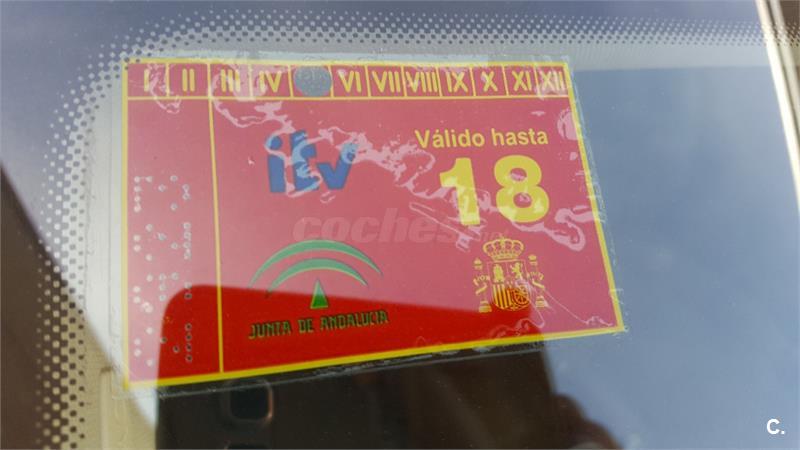 I II III IV VI VII VIII IX X XI XII
itv
Válido hasta
18
coches
JUNTA DE ANDALUCIA
C.